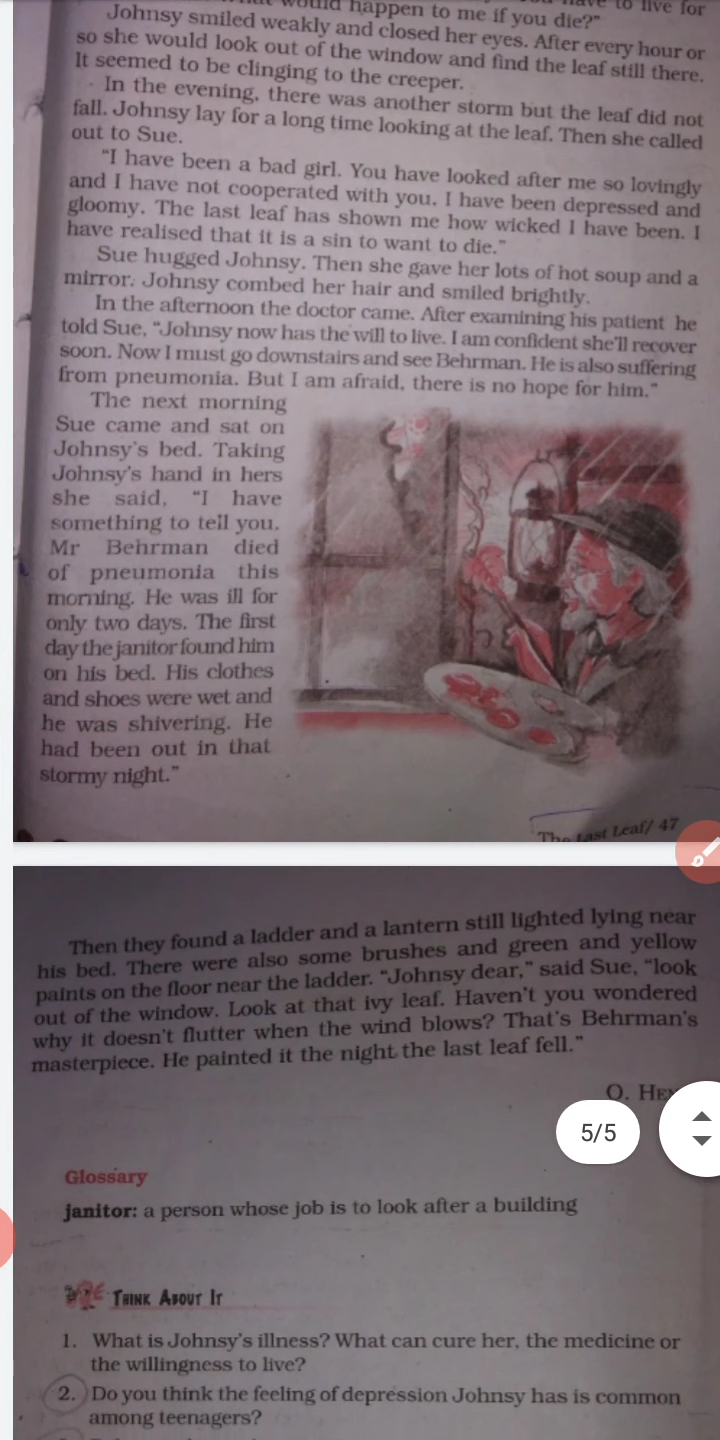 would happen to me if you die?" have to live for
Johnsy smiled weakly and closed her eyes. After every hour or
so she would look out of the window and find the leaf still there.
It seemed to be clinging to the creeper.
In the evening, there was another storm but the leaf did not
fall. Johnsy lay for a long time looking at the leaf. Then she called
out to Sue.
"I have been a bad girl. You have looked after me so lovingly
and I have not cooperated with you. I have been depressed and
gloomy. The last leaf has shown me how wicked I have been. I
have realised that it is a sin to want to die."
Sue hugged Johnsy. Then she gave her lots of hot soup and a
mirror. Johnsy combed her hair and smiled brightly.
In the afternoon the doctor came. After examining his patient he
told Sue, "Johnsy now has the will to live. I am confident she'll recover
soon. Now I must go downstairs and see Behrman. He is also suffering
from pneumonia. But I am afraid, there is no hope for him."
The next morning
Sue came and sat on
Johnsy's bed. Taking
Johnsy's hand in hers
she said, "I have
something to tell you.
Mr Behrman died
of pneumonia this
morning. He was ill for
only two days. The first
day the janitor found him
on his bed. His clothes
and shoes were wet and
he was shivering. He
had been out in that
stormy night."
The Last Leaf/ 47
Then they found a ladder and a lantern still lighted lying near
his bed. There were also some brushes and green and yellow
paints on the floor near the ladder. "Johnsy dear," said Sue, "look
out of the window. Look at that ivy leaf. Haven't you wondered
why it doesn't flutter when the wind blows? That's Behrman's
masterpiece. He painted it the night the last leaf fell."
O.
5/5
Glossary
janitor: a person whose job is to look after a building
THINK ABOUT IT
1. What is Johnsy's illness? What can cure her, the medicine or
the willingness to live?
2. Do you think the feeling of depression Johnsy has is common
among teenagers?